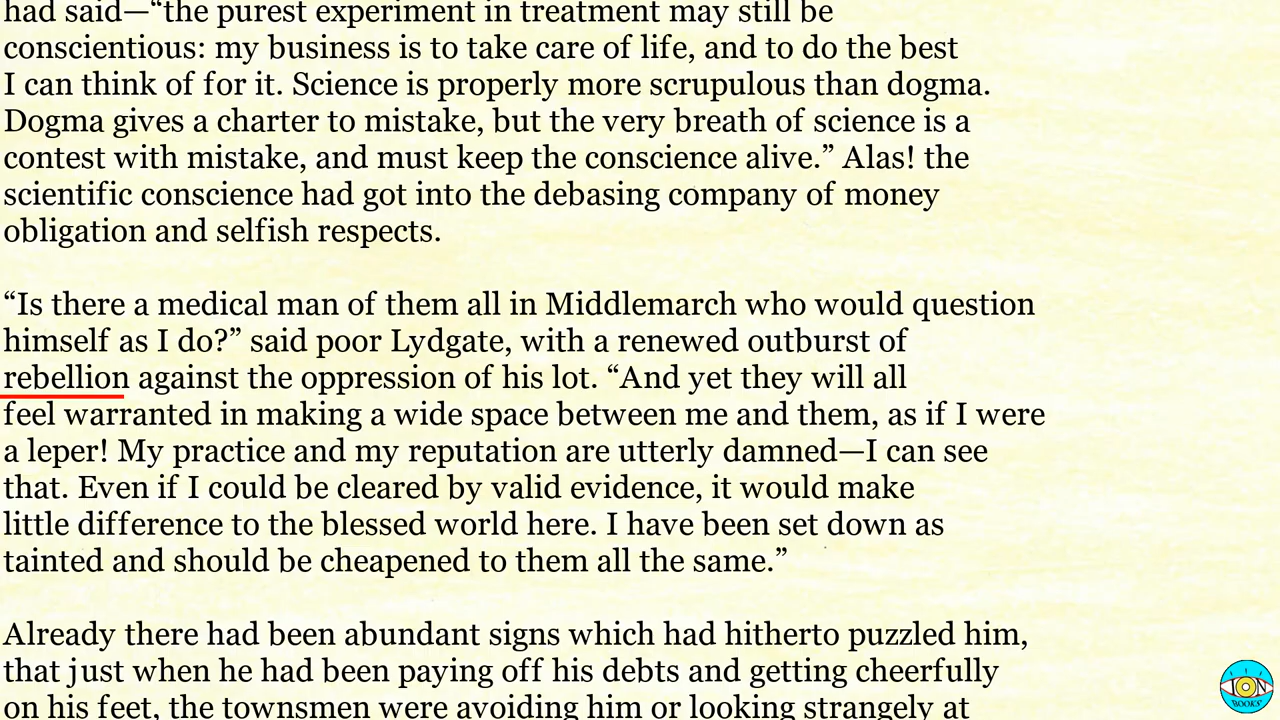 had said—“the purest experiment in treatment may still be
conscientious: my business is to take care of life, and to do the best
I can think of for it. Science is properly more scrupulous than dogma.
Dogma gives a charter to mistake, but the very breath of science is a
contest with mistake, and must keep the conscience alive.” Alas! the
scientific conscience had got into the debasing company of money
obligation and selfish respects.
“Is there a medical man of them all in Middlemarch who would question
himself as I do?” said poor Lydgate, with a renewed outburst of
rebellion against the oppression of his lot. “And yet they will all
feel warranted in making a wide space between me and them, as if I were
a leper! My practice and my reputation are utterly damned—I can see
that. Even if I could be cleared by valid evidence, it would make
little difference to the blessed world here. I have been set down as
tainted and should be cheapened to them all the same.”
Already there had been abundant signs which had hitherto puzzled him,
that just when he had been paying off his debts and getting cheerfully
on his feet, the townsmen were avoiding him or looking strangely at
ION
BOOKS